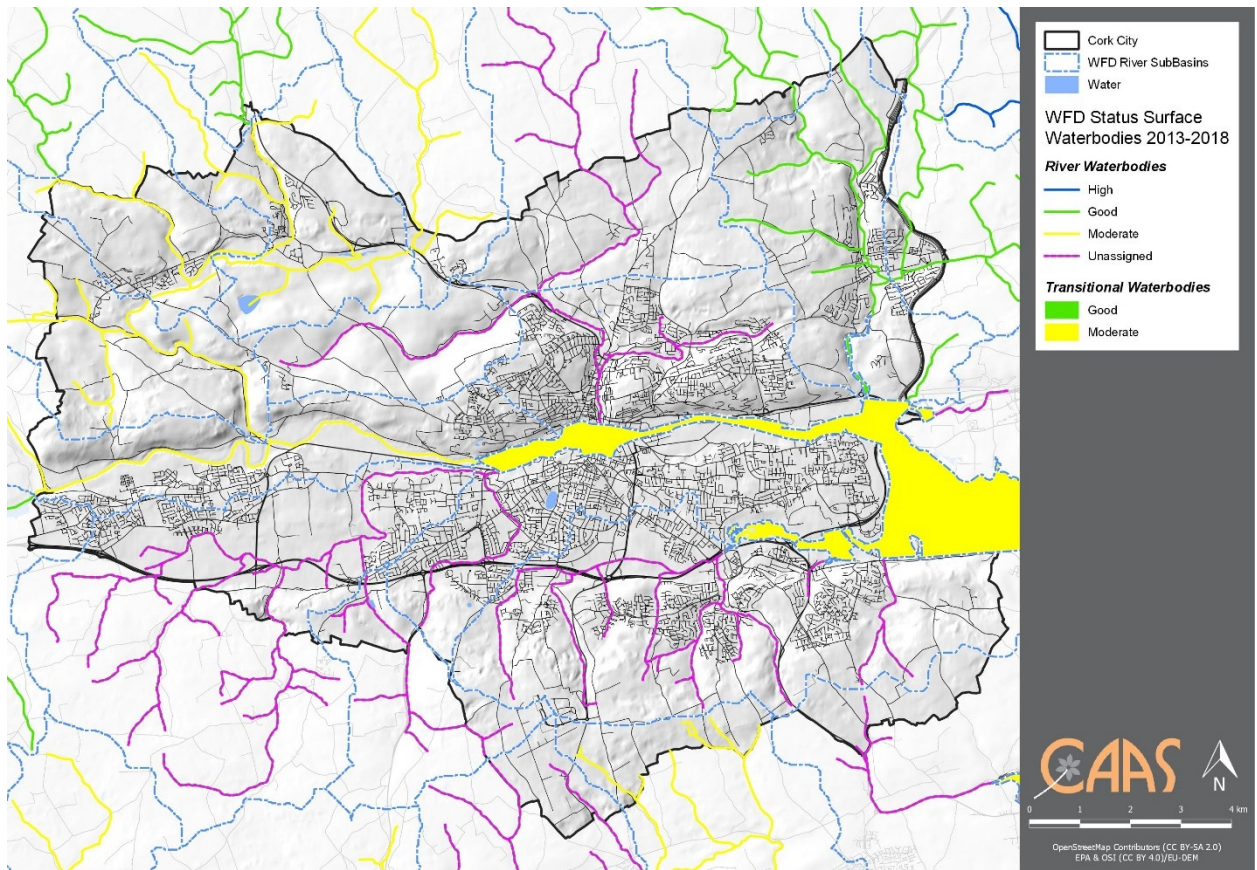 Cork City
WFD River SubBasins
Water
WFD Status Surface
Waterbodies 2013-2018
River Waterbodies
High
Good
Moderate
Unassigned
Transitional Waterbodies
Good
Moderate
CAAS
N
0 1 2 3 4 km
OpenStreetMap Contributors (CC BY-SA 2.0)
EPA & OSI (CC BY 4.0)/EU-DEM